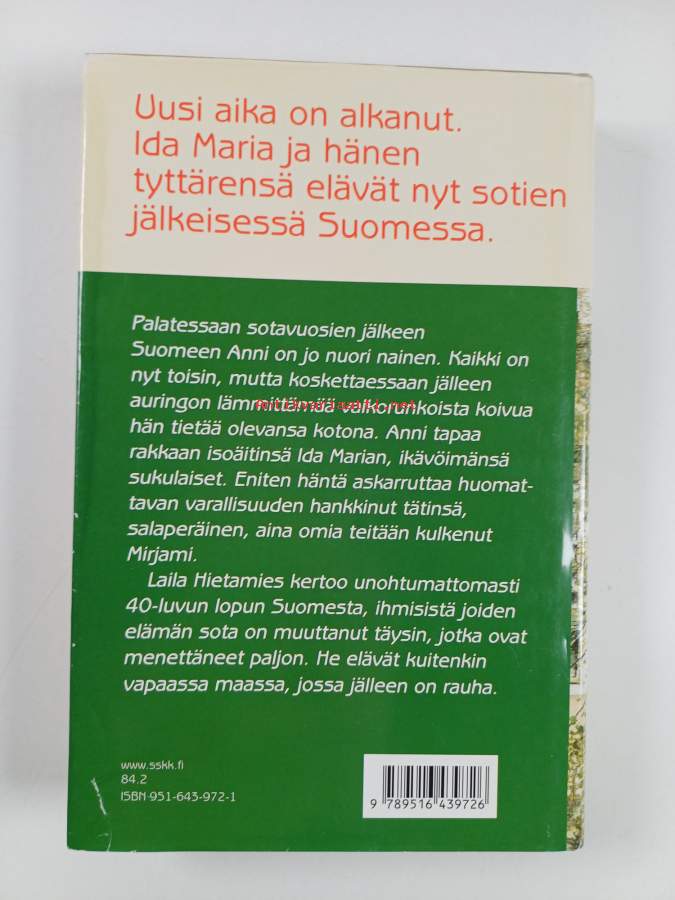 Uusi aika on alkanut.
Ida Maria ja hänen
tyttärensä elävät nyt sotien
jälkeisessä Suomessa.
Palatessaan sotavuosien jälkeen
Suomeen Anni on jo nuori nainen. Kaikki on
nyt toisin, mutta koskettaessaan jälleen
auringon lämmittämää valkorunkoista koivua
hän tietää olevansa kotona. Anni tapaa
rakkaan isoäitinsä Ida Marian, ikävöimänsä
sukulaiset. Eniten häntä askarruttaa huomat-
tavan varallisuuden hankkinut tätinsä,
salaperäinen, aina omia teitään kulkenut
Mirjami.
Laila Hietamies kertoo unohtumattomasti
40-luvun lopun Suomesta, ihmisistä joiden
elämän sota on muuttanut täysin, jotka ovat
menettäneet paljon. He elävät kuitenkin
vapaassa maassa, jossa jälleen on rauha.
www.sskk.fi
84.2
ISBN 951-643-972-1
9 789516 439726